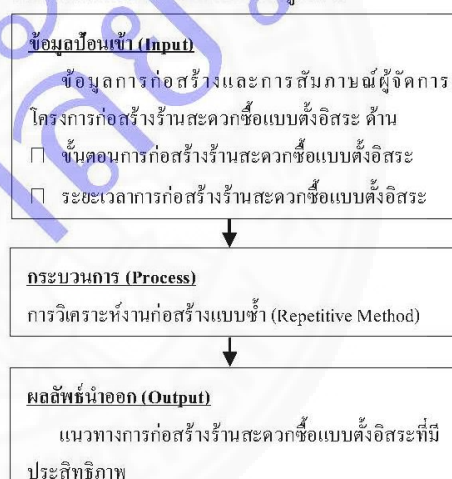 ข้อมูลป้อนเข้า (Input)
ข้อมูลการก่อสร้างและการสัมภาษณ์ผู้จัดการ
โครงการก่อสร้างร้านสะดวกซื้อแบบตั้งอิสระ ด้าน
☐ ขั้นตอนการก่อสร้างร้านสะดวกซื้อแบบตั้งอิสระ
☐ ระยะเวลาการก่อสร้างร้านสะดวกซื้อแบบตั้งอิสระ
กระบวนการ (Process)
การวิเคราะห์งานก่อสร้างแบบซ้ำ (Repetitive Method)
ผลลัพธ์นำออก (Output)
แนวทางการก่อสร้างร้านสะดวกซื้อแบบตั้งอิสระที่มี
ประสิทธิภาพ